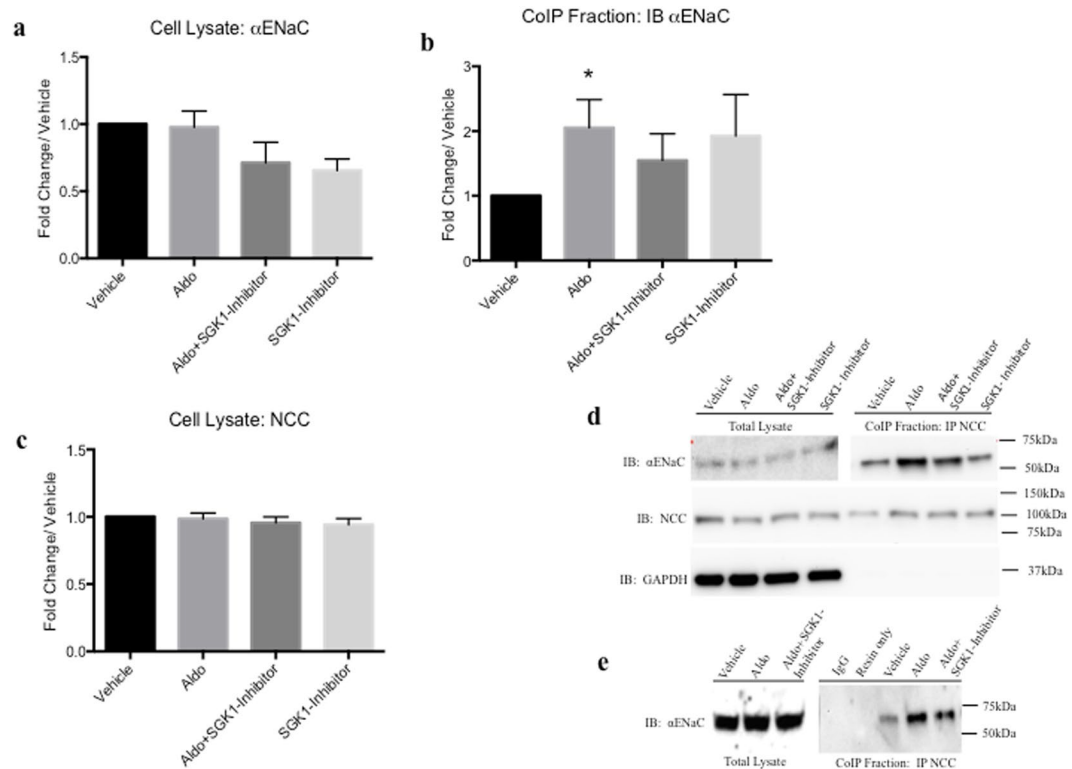 a
Cell Lysate: αENaC
Fold Change/ Vehicle
1.5
1.0
0.5
0.0
Vehicle
Aldo
Aldo+SGK1-Inhibitor
SGK1-Inhibitor
b
CoIP Fraction: IB αENaC
Fold Change/ Vehicle
3
2
1
0
*
Vehicle
Aldo
Aldo+SGK1-Inhibitor
SGK1-Inhibitor
c
Cell Lysate: NCC
Fold Change/ Vehicle
1.5
1.0
0.5
0.0
Vehicle
Aldo
Aldo+SGK1-Inhibitor
SGK1-Inhibitor
d
Vehicle
Aldo
Aldo+
SGK1-Inhibitor
SGK1- Inhibitor
Vehicle
Aldo
Aldo+
SGK1-Inhibitor
SGK1- Inhibitor
Total Lysate
CoIP Fraction: IP NCC
IB: αENaC
75kDa
50kDa
IB: NCC
150kDa
100kDa
75kDa
IB: GAPDH
37kDa
e
Vehicle
Aldo
Aldo+SGK1-
Inhibitor
IgG
Resin only
Vehicle
Aldo
Aldo+
SGK1-Inhibitor
IB: αENaC
75kDa
50kDa
Total Lysate
CoIP Fraction: IP NCC